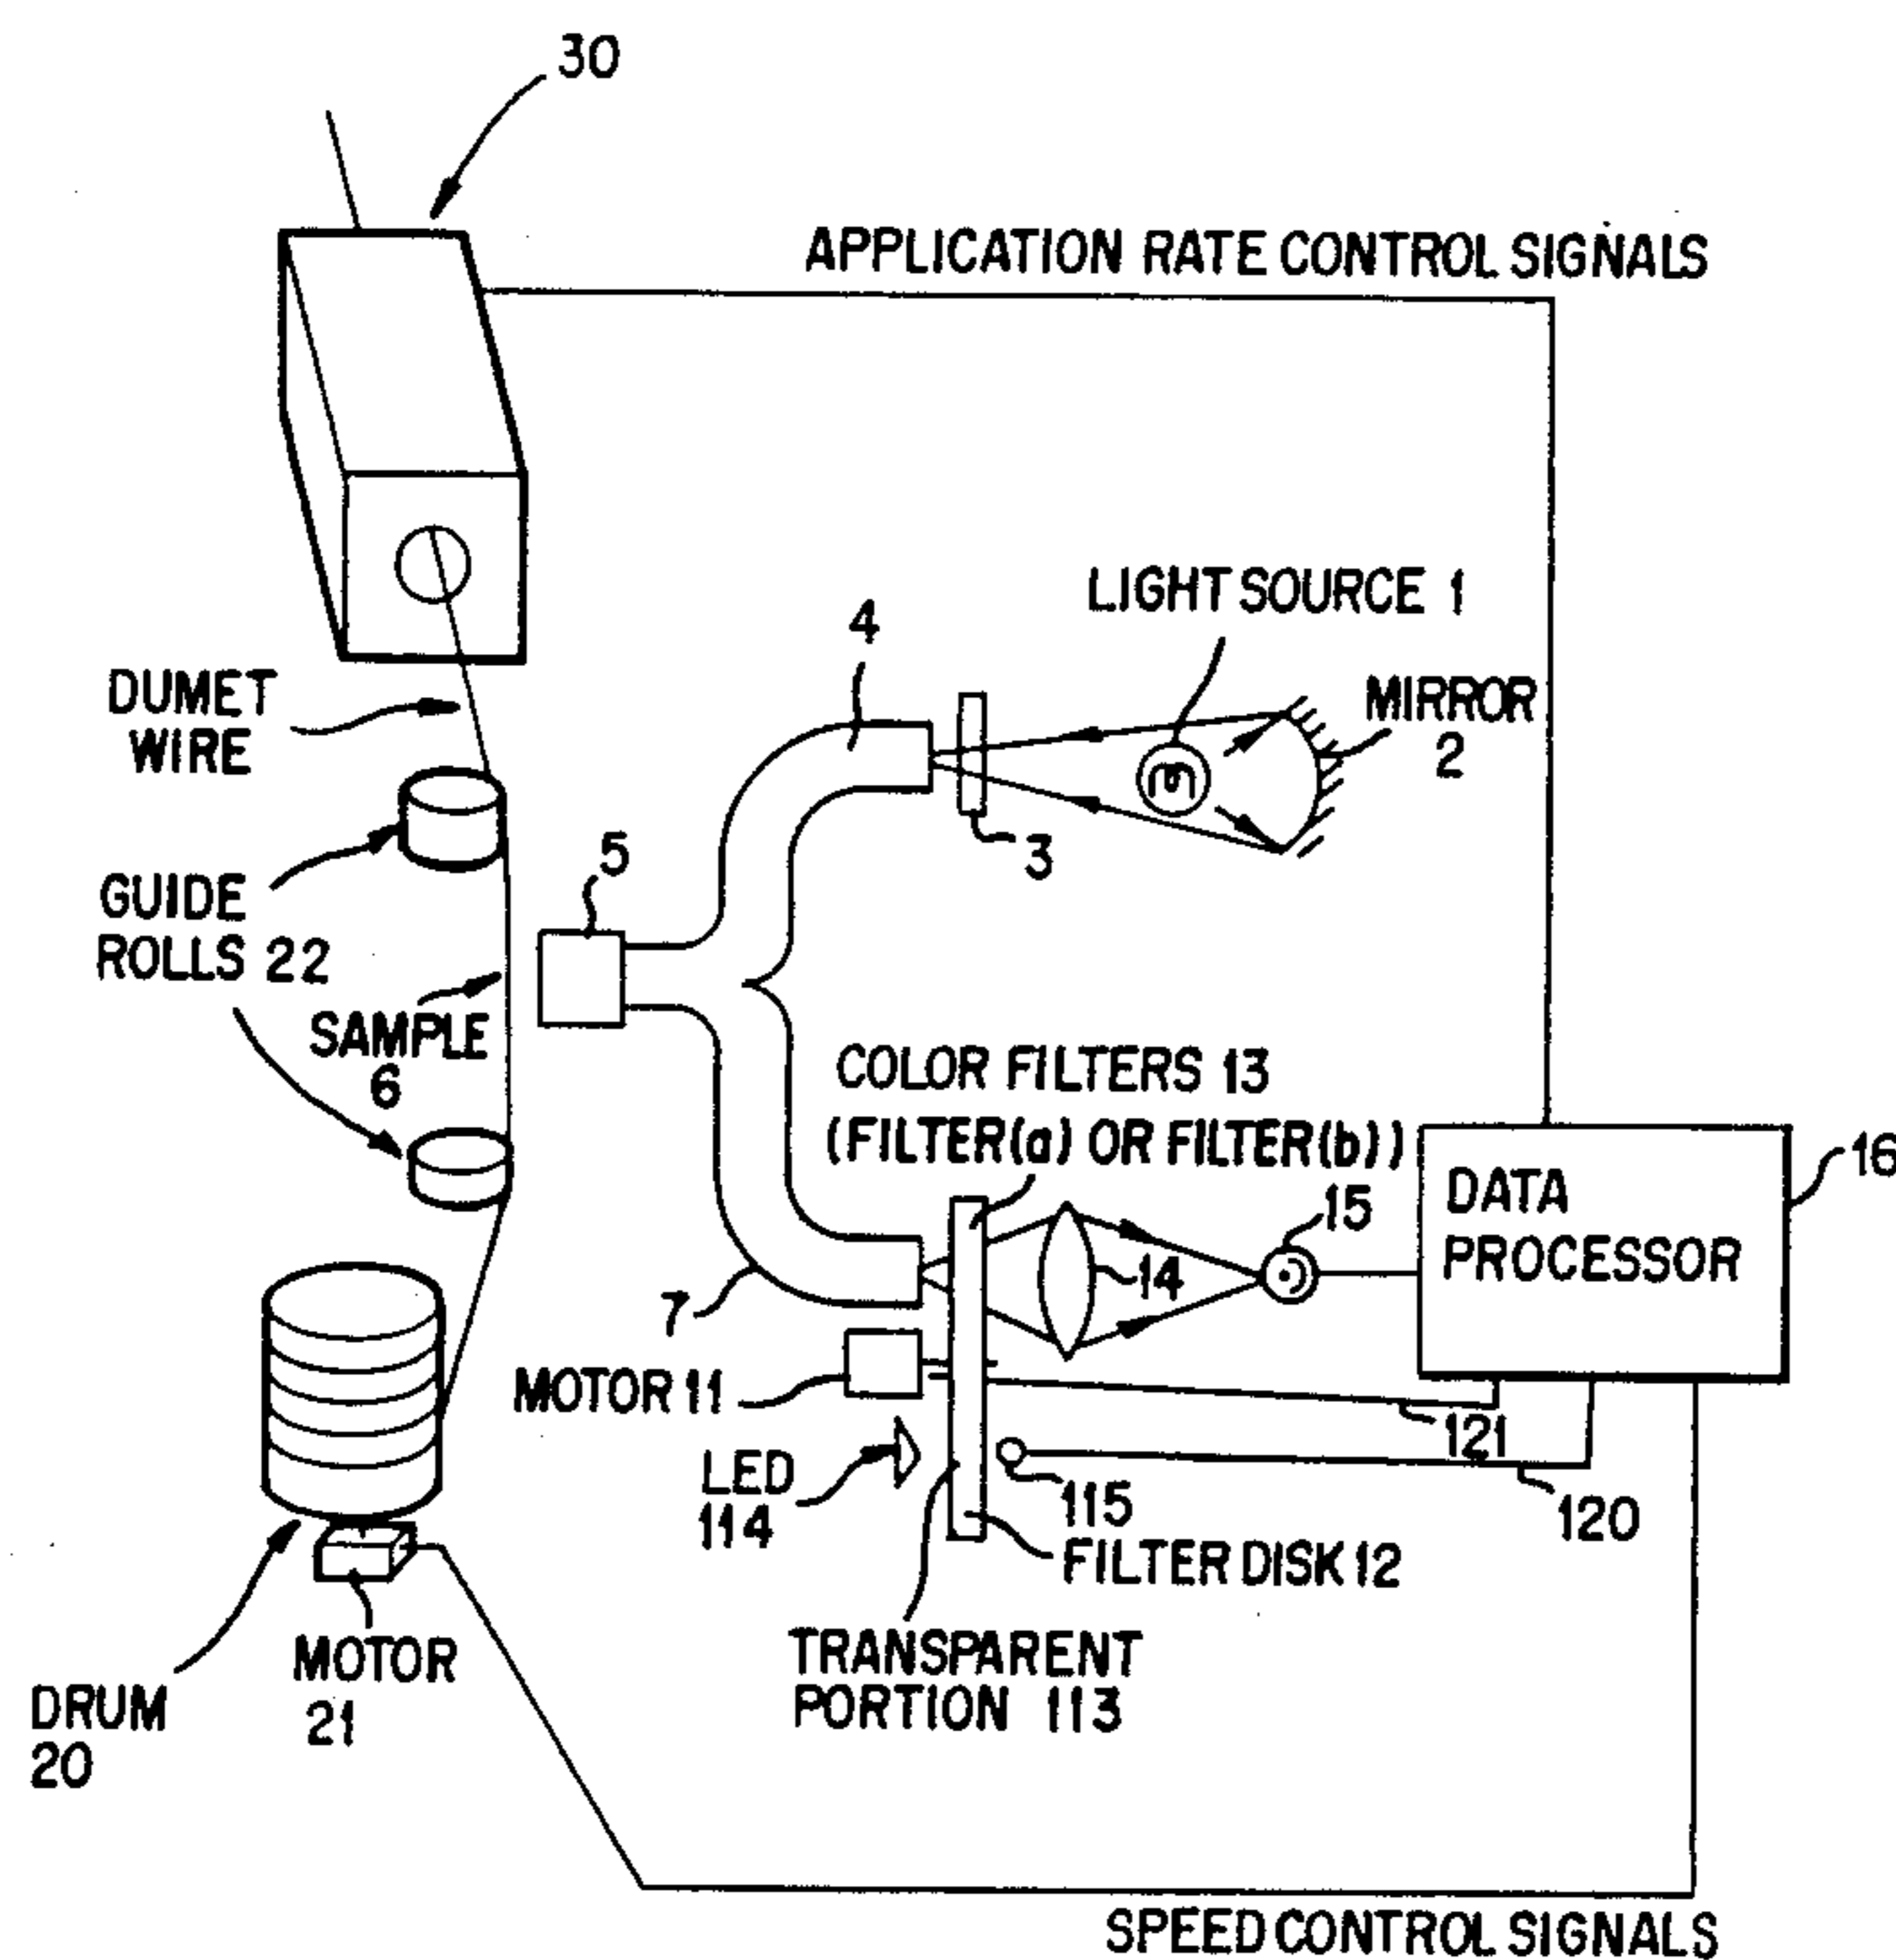 30
APPLICATION RATE CONTROL SIGNALS
LIGHT SOURCE 1
4
MIRROR
2
DUMET
WIRE
3
5
GUIDE
ROLLS 22
SAMPLE
6
COLOR FILTERS 13
(FILTER(a) OR FILTER(b))
16
DATA
PROCESSOR
15
14
7
MOTOR 11
121
LED
114
115
120
FILTER DISK 12
TRANSPARENT
PORTION 113
MOTOR
21
DRUM
20
SPEED CONTROL SIGNALS